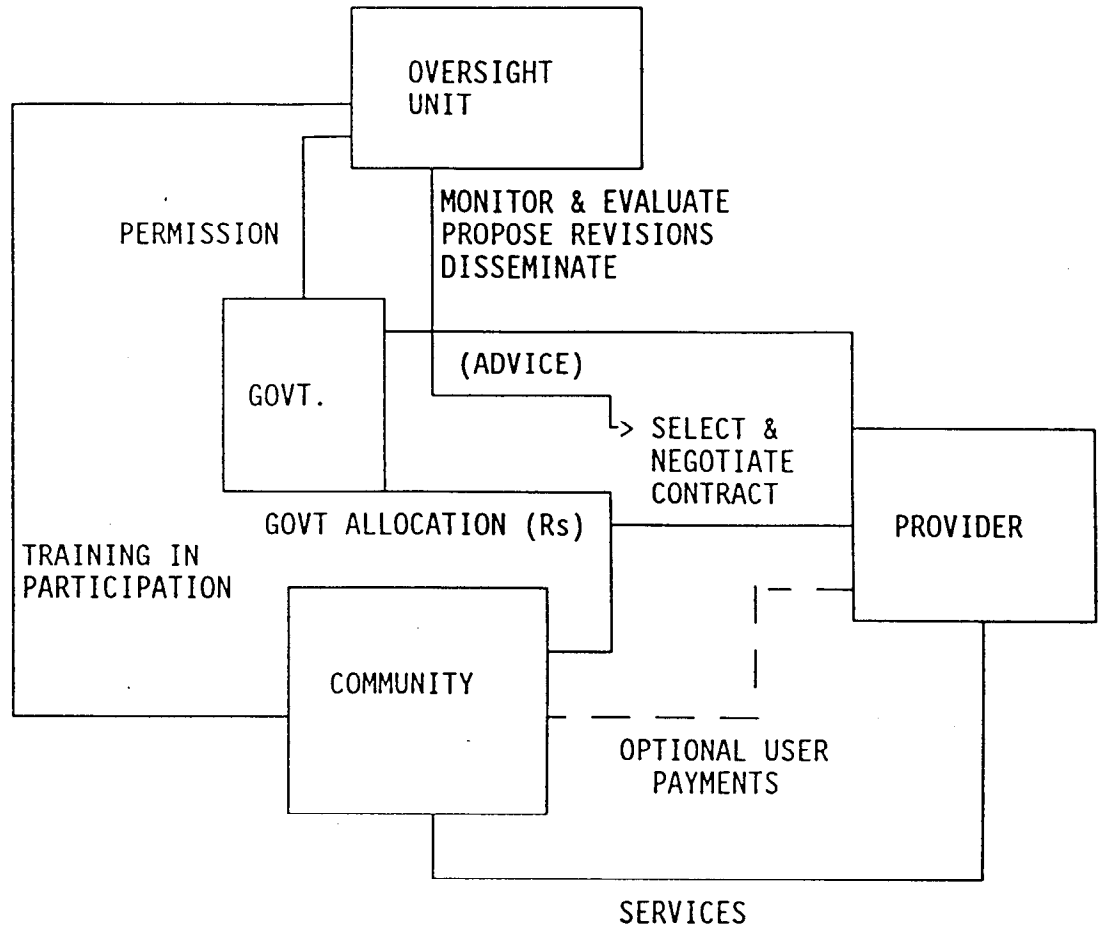 OVERSIGHT
UNIT
MONITOR & EVALUATE
PROPOSE REVISIONS
DISSEMINATE
PERMISSION
(ADVICE)
GOVT.
> SELECT &
NEGOTIATE
CONTRACT
GOVT ALLOCATION (Rs)
PROVIDER
TRAINING IN
PARTICIPATION
COMMUNITY
OPTIONAL USER
PAYMENTS
SERVICES